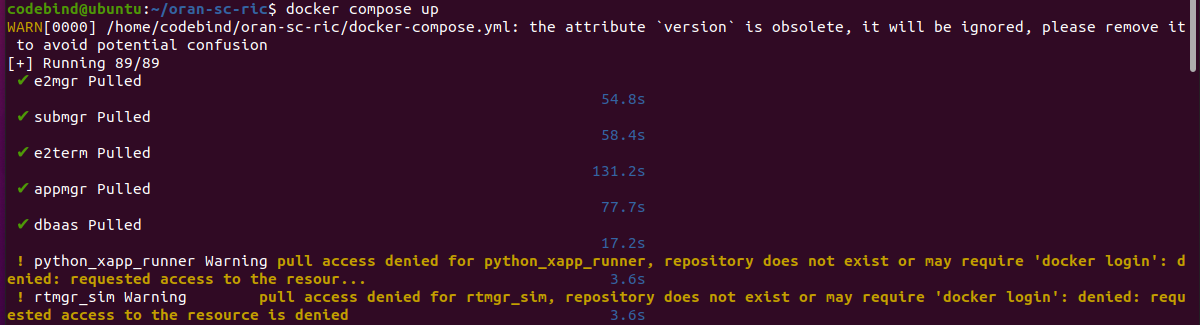 codebind@ubuntu:~/oran-sc-ric$ docker compose up
WARN[0000] /home/codebind/oran-sc-ric/docker-compose.yml: the attribute `version` is obsolete, it will be ignored, please remove it
 to avoid potential confusion
[+] Running 89/89
✔ e2mgr Pulled
54.8s
✔ submgr Pulled
58.4s
✔ e2term Pulled
131.2s
✔ appmgr Pulled
77.7s
✔ dbaas Pulled
17.2s
! python_xapp_runner Warning pull access denied for python_xapp_runner, repository does not exist or may require 'docker login': d
enied: requested access to the resour... 3.6s
! rtmgr_sim Warning pull access denied for rtmgr_sim, repository does not exist or may require 'docker login': denied: requ
ested access to the resource is denied 3.6s